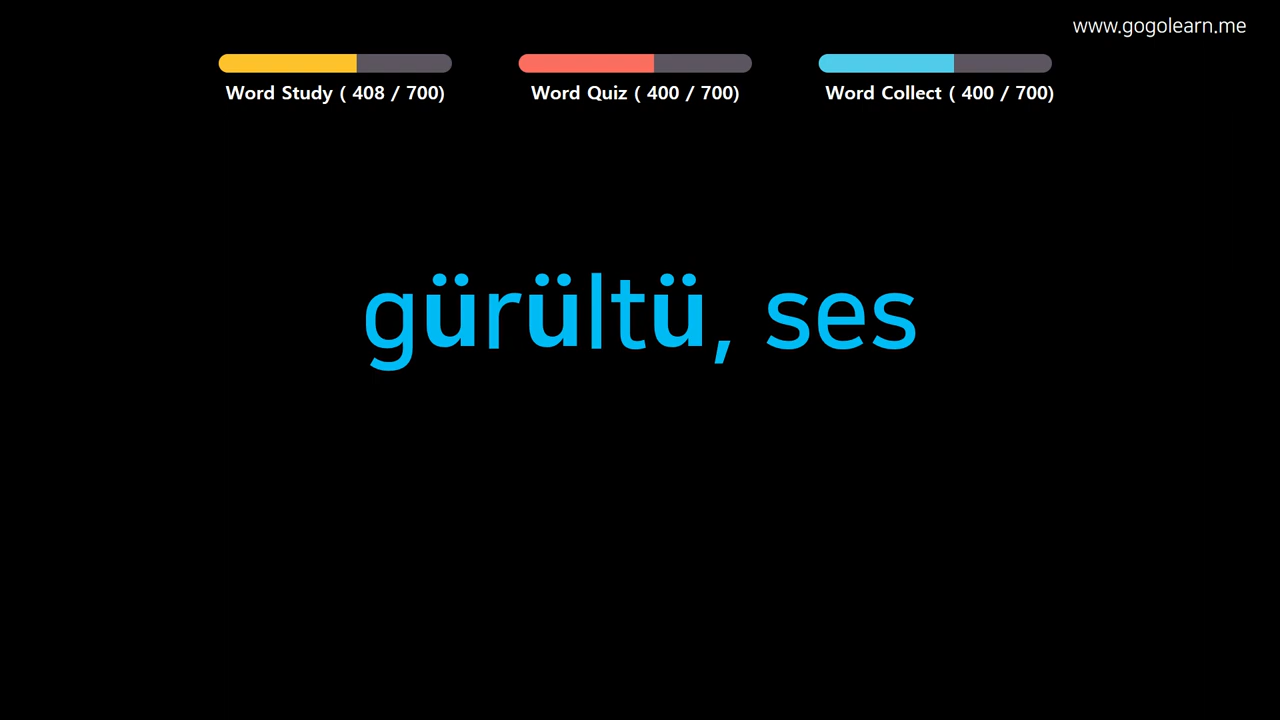 www.gogolearn.me
Word Study ( 408 / 700)
Word Quiz ( 400 / 700)
Word Collect ( 400 / 700)
gürültü, ses